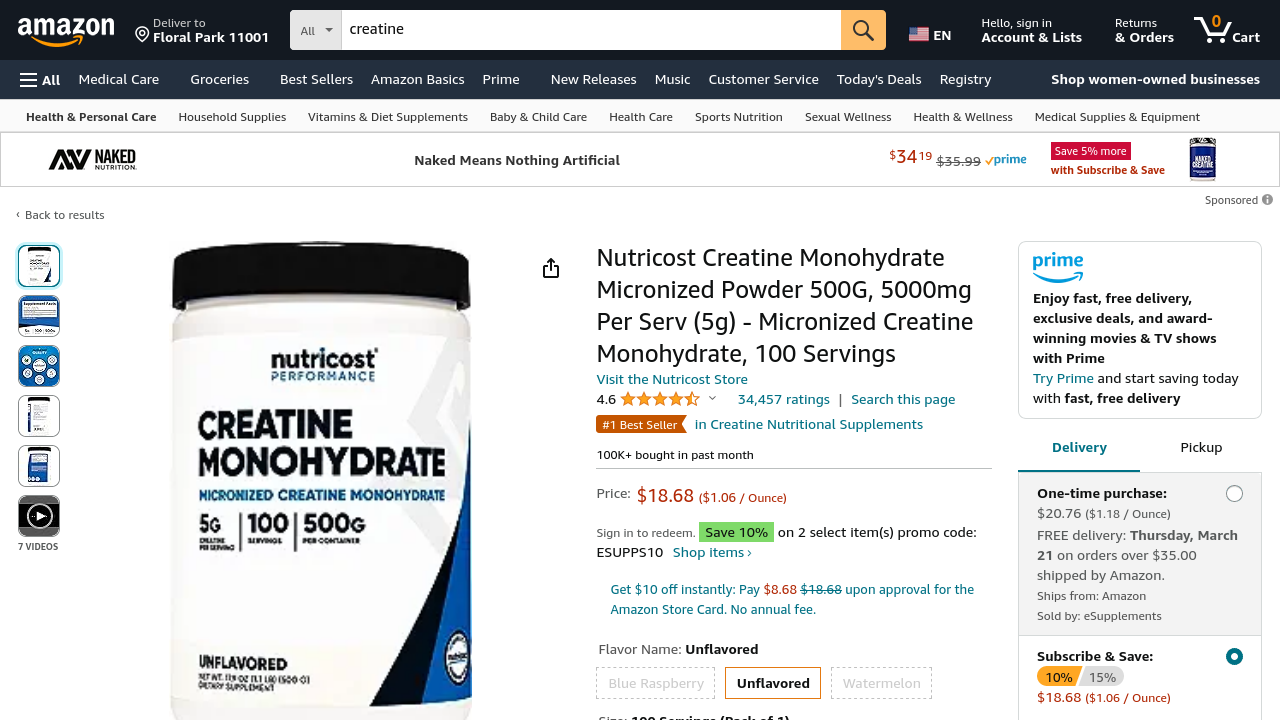 amazon
Deliver to
Floral Park 11001
All
creatine
EN
Hello, sign in
Account & Lists
Returns
& Orders
0
Cart
All
Medical Care
Groceries
Best Sellers
Amazon Basics
Prime
New Releases
Music
Customer Service
Today's Deals
Registry
Shop women-owned businesses
Health & Personal Care
Household Supplies
Vitamins & Diet Supplements
Baby & Child Care
Health Care
Sports Nutrition
Sexual Wellness
Health & Wellness
Medical Supplies & Equipment
NAKED
NUTRITION.
Naked Means Nothing Artificial
$34 19 $35.99 prime
Save 5% more
with Subscribe & Save
NAKED
CREATINE
Sponsored
‹ Back to results
7 VIDEOS
nutricost
PERFORMANCE
CREATINE
MONOHYDRATE
MICRONIZED CREATINE MONOHYDRATE
5G 100 500G
CREATINE PER SERVING
SERVINGS
PER CONTAINER
UNFLAVORED
NET WT. 17.9 OZ (1.1 LB) (500 G)
DIETARY SUPPLEMENT
Nutricost Creatine Monohydrate
Micronized Powder 500G, 5000mg
Per Serv (5g) - Micronized Creatine
Monohydrate, 100 Servings
Visit the Nutricost Store
4.6
34,457 ratings | Search this page
#1 Best Seller in Creatine Nutritional Supplements
100K+ bought in past month
Price: $18.68 ($1.06 / Ounce)
Sign in to redeem. Save 10% on 2 select item(s) promo code:
ESUPPS10 Shop items ›
Get $10 off instantly: Pay $8.68 $18.68 upon approval for the
Amazon Store Card. No annual fee.
Flavor Name: Unflavored
Blue Raspberry
Unflavored
Watermelon
Size: 100 Servings (Pack of 1)
prime
Enjoy fast, free delivery,
exclusive deals, and award-
winning movies & TV shows
with Prime
Try Prime and start saving today
with fast, free delivery
Delivery
Pickup
One-time purchase:
$20.76 ($1.18 / Ounce)
FREE delivery: Thursday, March
21 on orders over $35.00
shipped by Amazon.
Ships from: Amazon
Sold by: eSupplements
Subscribe & Save:
10% 15%
$18.68 ($1.06 / Ounce)